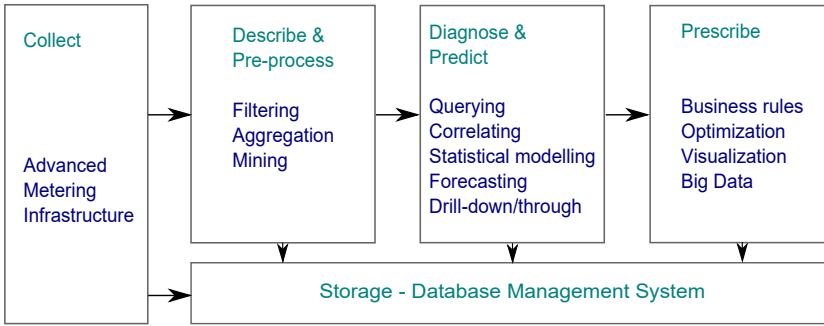 Collect
Advanced
Metering
Infrastructure
Describe &
Pre-process
Filtering
Aggregation
Mining
Diagnose &
Predict
Querying
Correlating
Statistical modelling
Forecasting
Drill-down/through
Prescribe
Business rules
Optimization
Visualization
Big Data
Storage - Database Management System